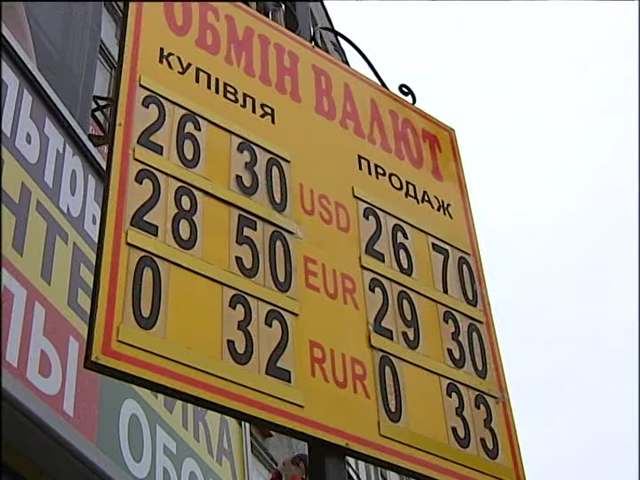 ОБМІН ВАЛЮТ
КУПІВЛЯ ПРОДАЖ
26 30 USD 26 70
28 50 EUR 29 30
0 32 RUR 0 33